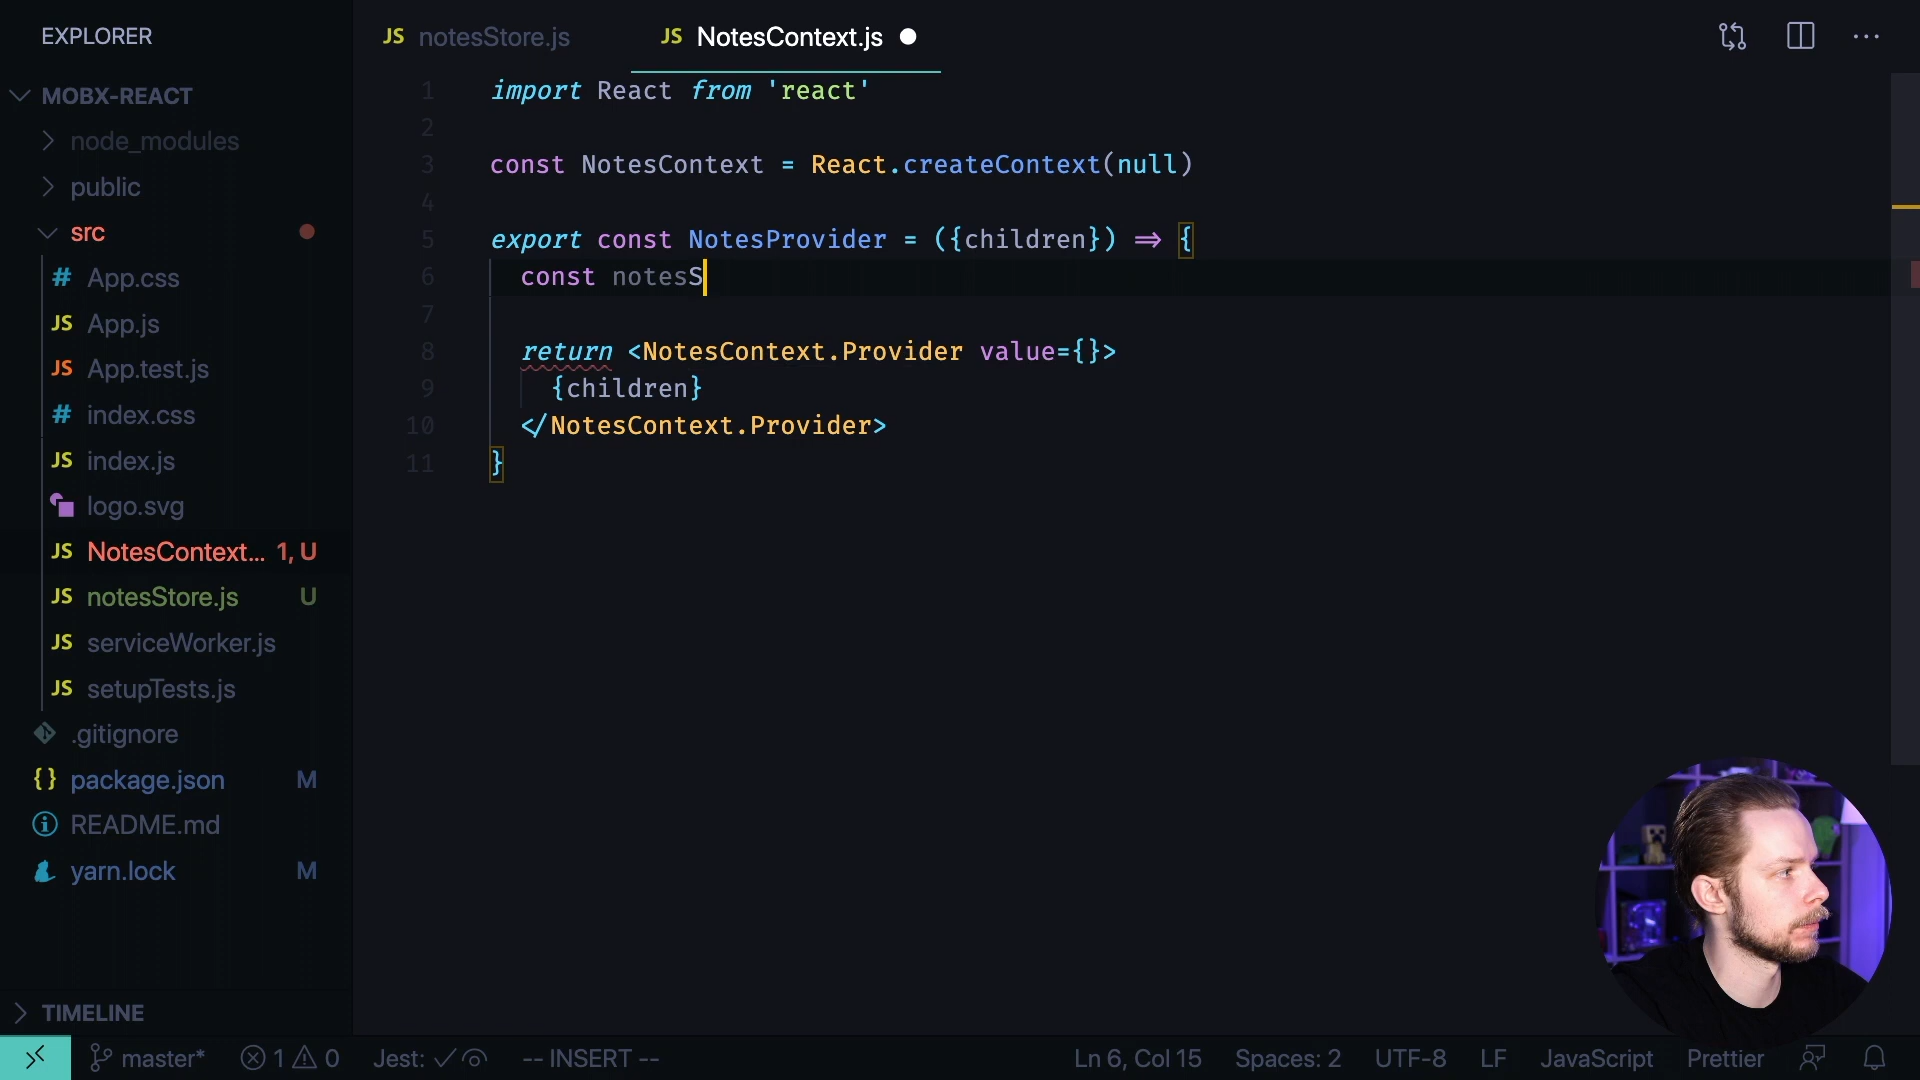 EXPLORER
MOBX-REACT
node_modules
public
src
# App.css
JS App.js
JS App.test.js
# index.css
JS index.js
logo.svg
JS NotesContext... 1, U
JS notesStore.js U
JS serviceWorker.js
JS setupTests.js
.gitignore
{} package.json M
README.md
yarn.lock M
TIMELINE
JS notesStore.js
JS NotesContext.js
1 import React from 'react'
2
3 const NotesContext = React.createContext(null)
4
5 export const NotesProvider = ({children}) => {
6 const notesS
7
8 return <NotesContext.Provider value={}>
9 {children}
10 </NotesContext.Provider>
11 }
master* 1 0 Jest: -- INSERT -- Ln 6, Col 15 Spaces: 2 UTF-8 LF JavaScript Prettier